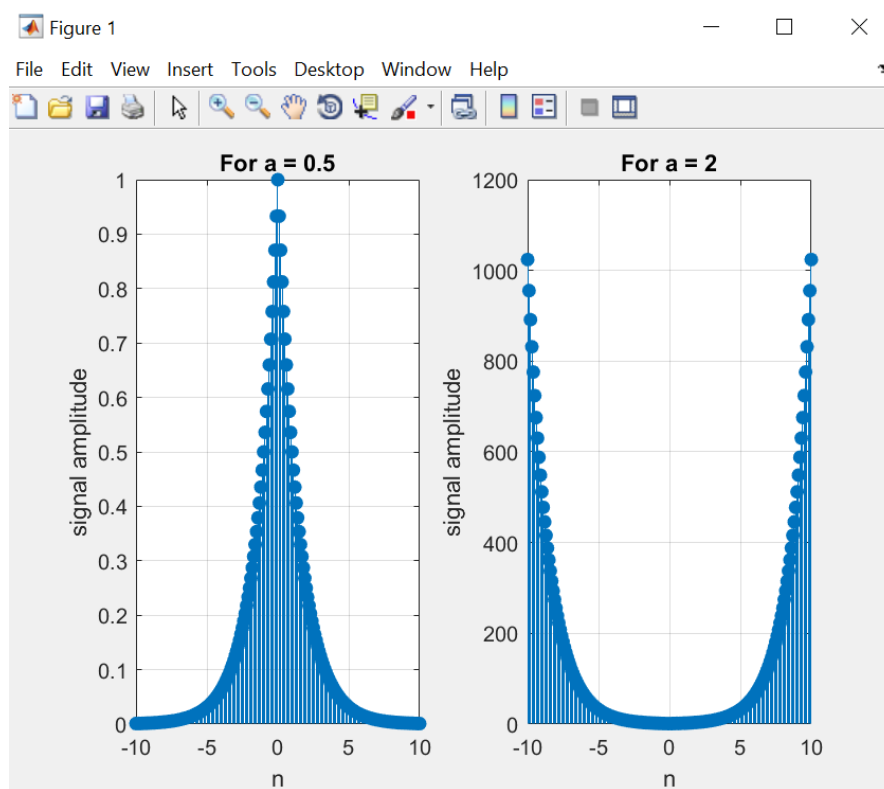 Figure 1
File Edit View Insert Tools Desktop Window Help
For a = 0.5
1
0.9
0.8
0.7
0.6
0.5
0.4
0.3
0.2
0.1
0
signal amplitude
-10 -5 0 5 10
n
For a = 2
1200
1000
800
600
400
200
0
signal amplitude
-10 -5 0 5 10
n